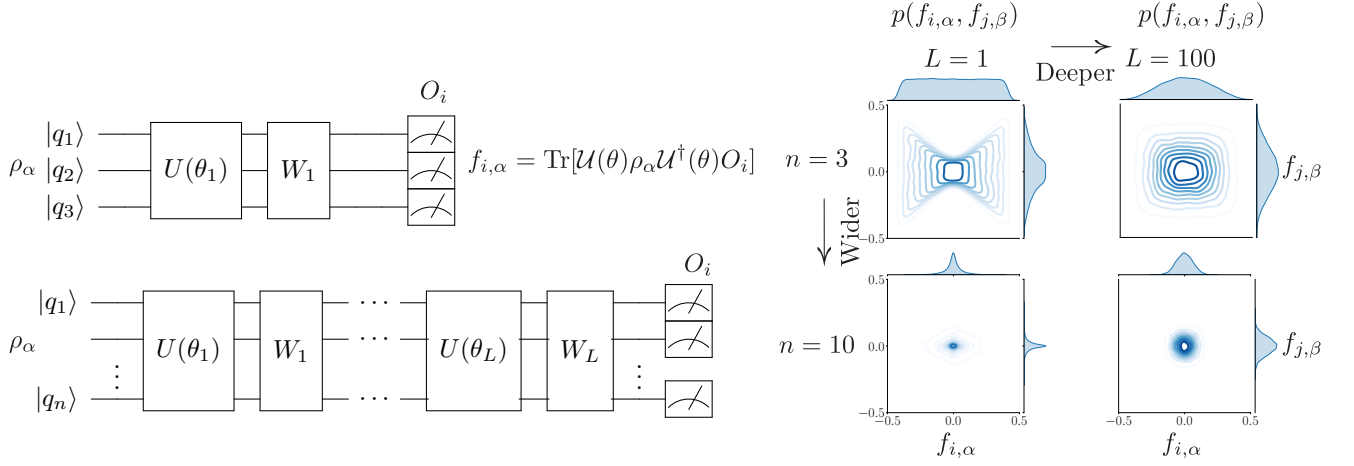 O_i
|q_1⟩
ρ_α |q_2⟩
|q_3⟩
U(θ_1)
W_1
f_{i,α} = Tr[𝒰(θ)ρ_α𝒰^†(θ)O_i]
O_i
|q_1⟩
ρ_α
⋮
|q_n⟩
U(θ_1)
W_1
⋯
⋯
⋯
U(θ_L)
W_L
⋮
p(f_{i,α}, f_{j,β})
p(f_{i,α}, f_{j,β})
L = 1
Deeper
L = 100
n = 3
0.5
0.0
−0.5
f_{j,β}
Wider
n = 10
0.5
0.0
−0.5
f_{j,β}
−0.5 0.0 0.5
−0.5 0.0 0.5
f_{i,α}
f_{i,α}